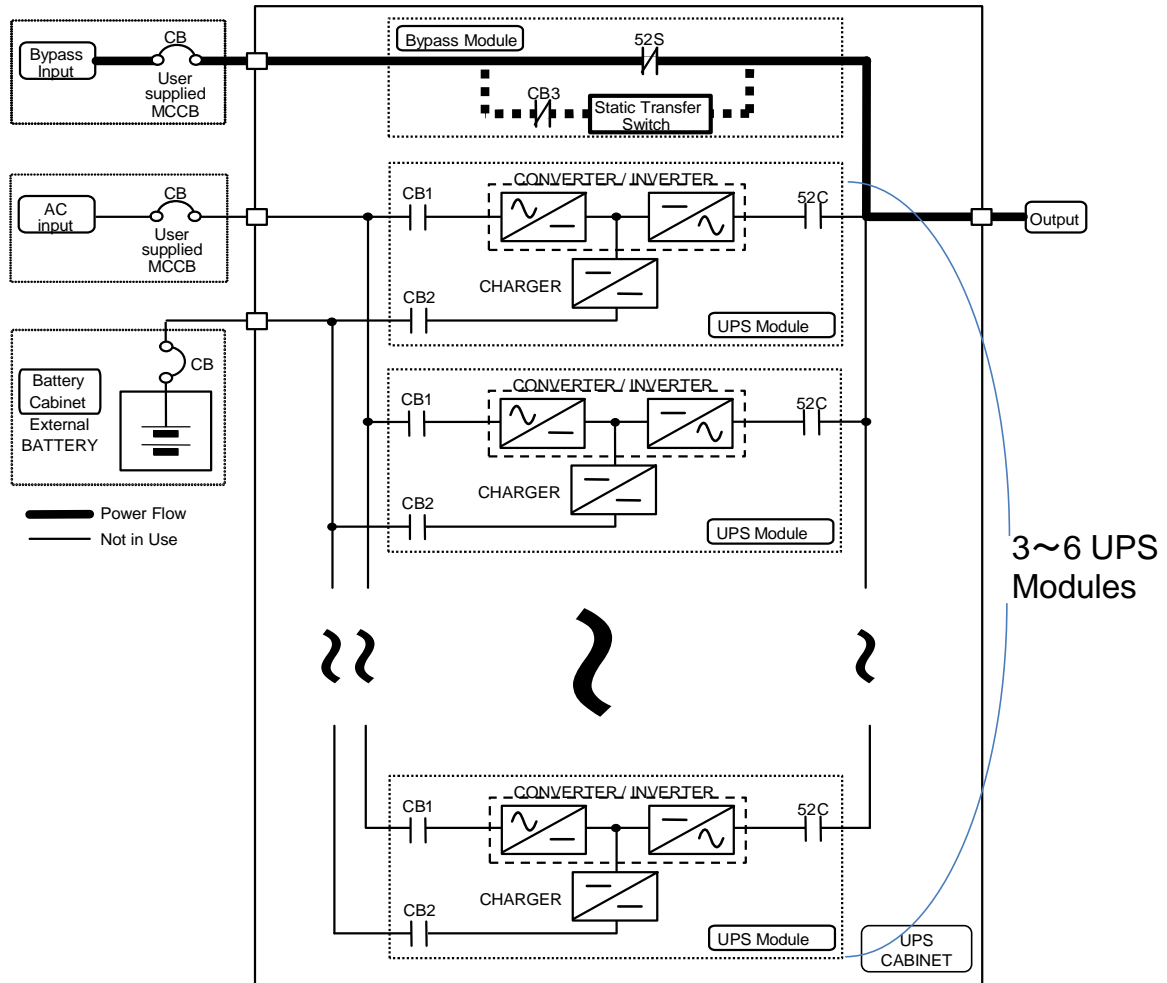 Bypass
Input
CB
User
supplied
MCCB
Bypass Module
52S
CB3
Static Transfer
Switch
AC
input
CB
User
supplied
MCCB
CB1
CONVERTER / INVERTER
52C
CHARGER
CB2
UPS Module
Output
Battery
Cabinet
External
BATTERY
CB
CB1
CONVERTER / INVERTER
52C
CHARGER
CB2
UPS Module
Power Flow
Not in Use
3~6 UPS
Modules
CB1
CONVERTER / INVERTER
52C
CHARGER
CB2
UPS Module
UPS
CABINET